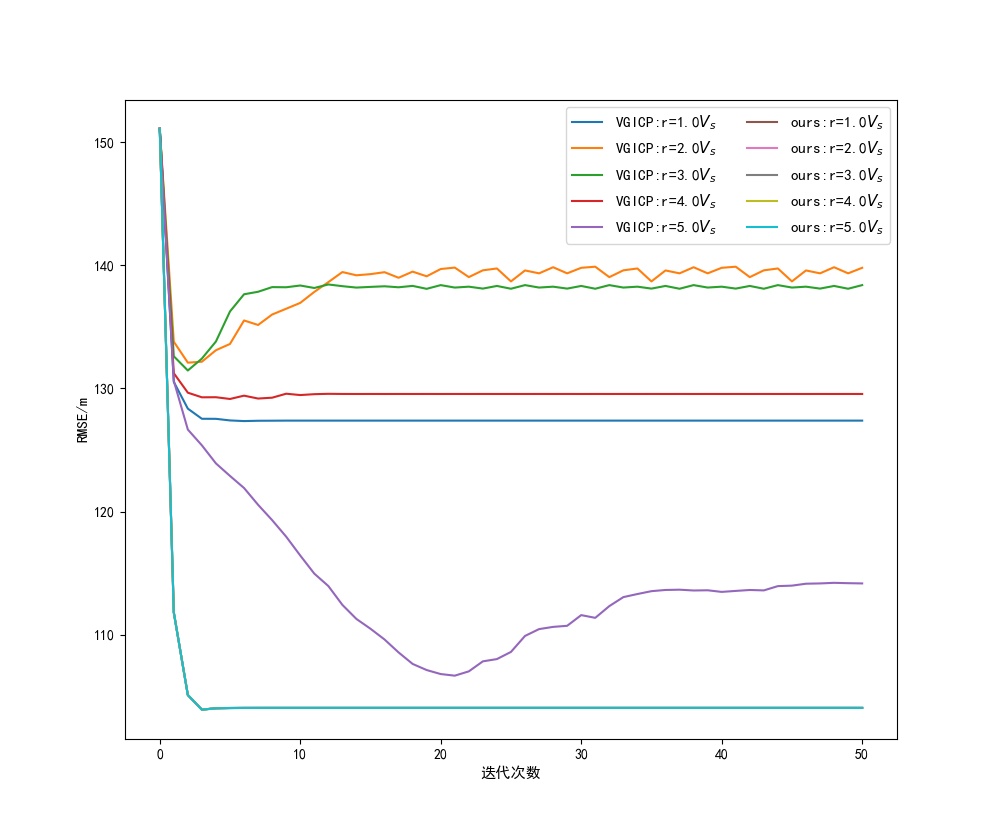 VGICP:r=1.0Vs ours:r=1.0Vs
VGICP:r=2.0Vs ours:r=2.0Vs
VGICP:r=3.0Vs ours:r=3.0Vs
VGICP:r=4.0Vs ours:r=4.0Vs
VGICP:r=5.0Vs ours:r=5.0Vs
150
140
130
120
110
RMSE/m
0 10 20 30 40 50
迭代次数